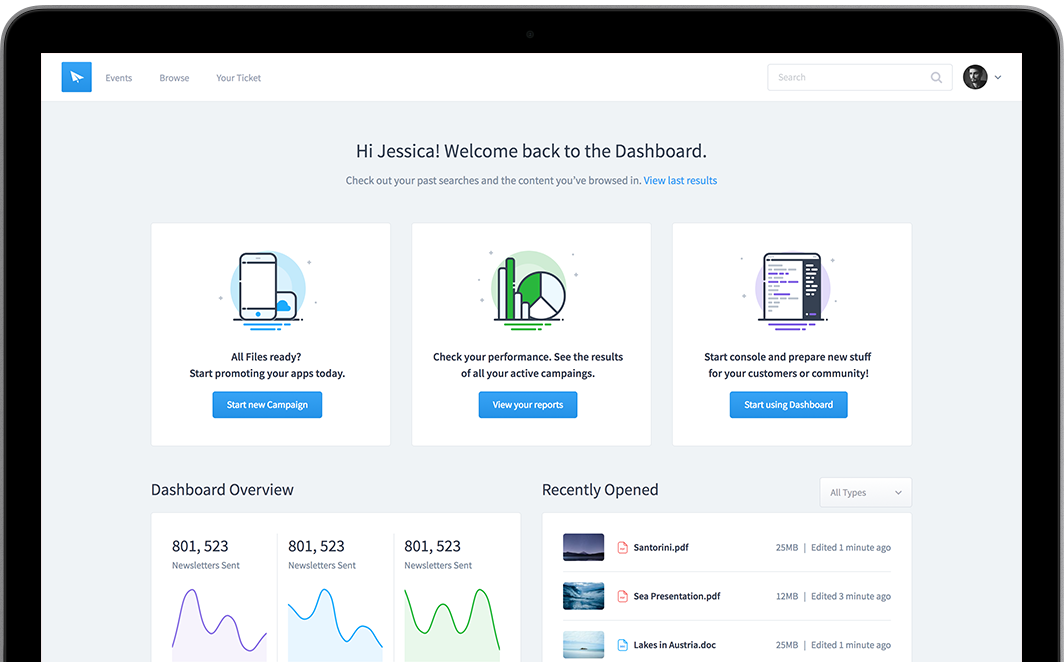 Events Browse Your Ticket Search
Hi Jessica! Welcome back to the Dashboard.
Check out your past searches and the content you've browsed in. View last results
All Files ready?
Start promoting your apps today.
Start new Campaign
Check your performance. See the results
of all your active campaings.
View your reports
Start console and prepare new stuff
for your customers or community!
Start using Dashboard
Dashboard Overview
801, 523 801, 523 801, 523
Newsletters Sent Newsletters Sent Newsletters Sent
Recently Opened All Types
Santorini.pdf 25MB | Edited 1 minute ago
Sea Presentation.pdf 12MB | Edited 3 minute ago
Lakes in Austria.doc 25MB | Edited 1 minute ago